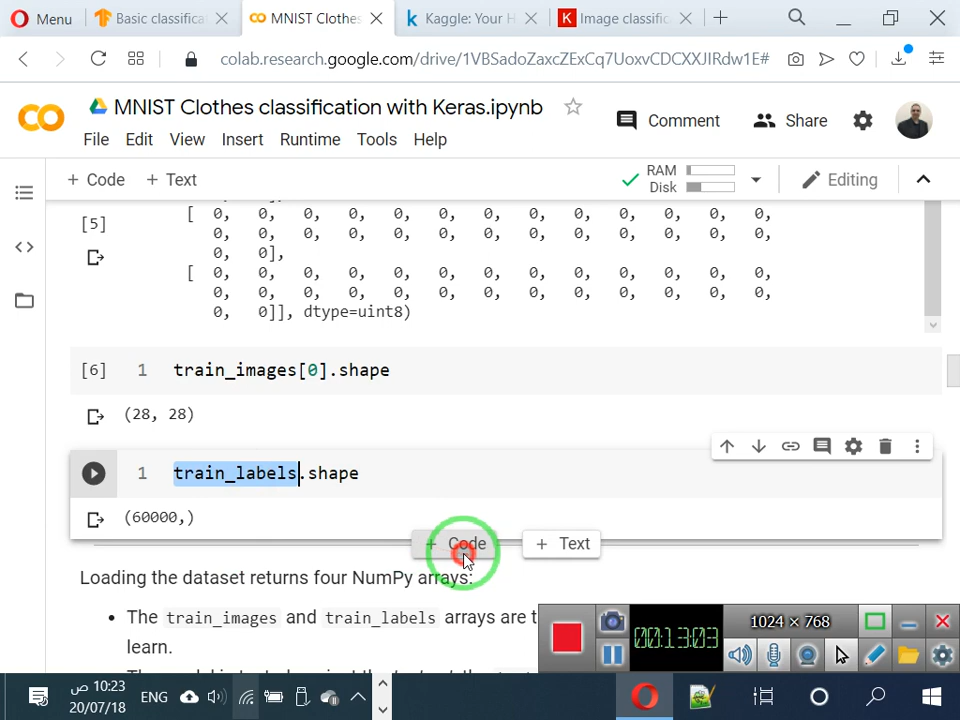 Menu
Basic classifica
MNIST Clothes
Kaggle: Your H
Image classific
colab.research.google.com/drive/1VBSadoZaxcZExCq7UoxvCDCXXJIRdw1E#
MNIST Clothes classification with Keras.ipynb
Comment
Share
File Edit View Insert Runtime Tools Help
+ Code + Text
RAM
Disk
Editing
[5]
[ 0, 0, 0, 0, 0, 0, 0, 0, 0, 0, 0, 0, 0,
0, 0, 0, 0, 0, 0, 0, 0, 0, 0, 0, 0, 0,
0, 0],
[ 0, 0, 0, 0, 0, 0, 0, 0, 0, 0, 0, 0, 0,
0, 0, 0, 0, 0, 0, 0, 0, 0, 0, 0, 0, 0,
0, 0]], dtype=uint8)
[6] 1 train_images[0].shape
(28, 28)
1 train_labels.shape
(60000,)
+ Code + Text
Loading the dataset returns four NumPy arrays:
• The train_images and train_labels arrays are t
learn.
1024 × 768
00:13:03
10:23 ص
20/07/18
ENG